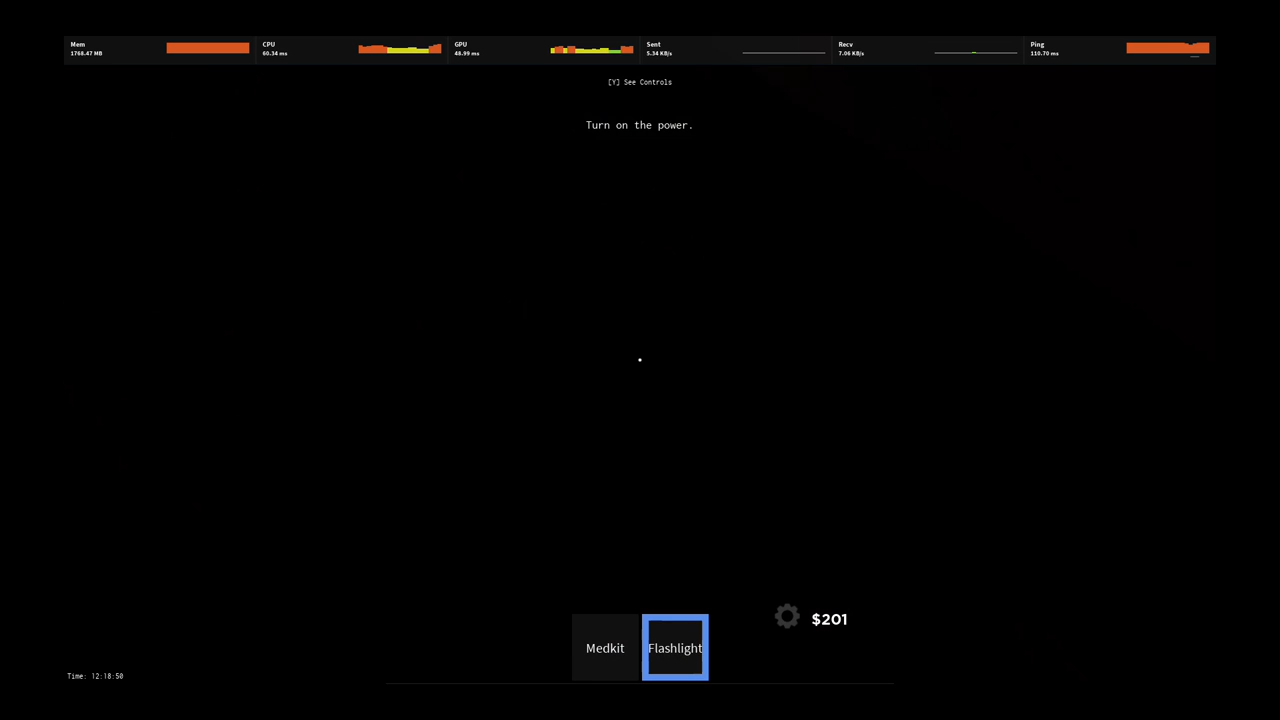 Mem
1768.47 MB
CPU
60.34 ms
GPU
48.99 ms
Sent
5.34 KB/s
Recv
7.06 KB/s
Ping
110.70 ms
[Y] See Controls
Turn on the power.
$201
Medkit
Flashlight
Time: 12:18:50